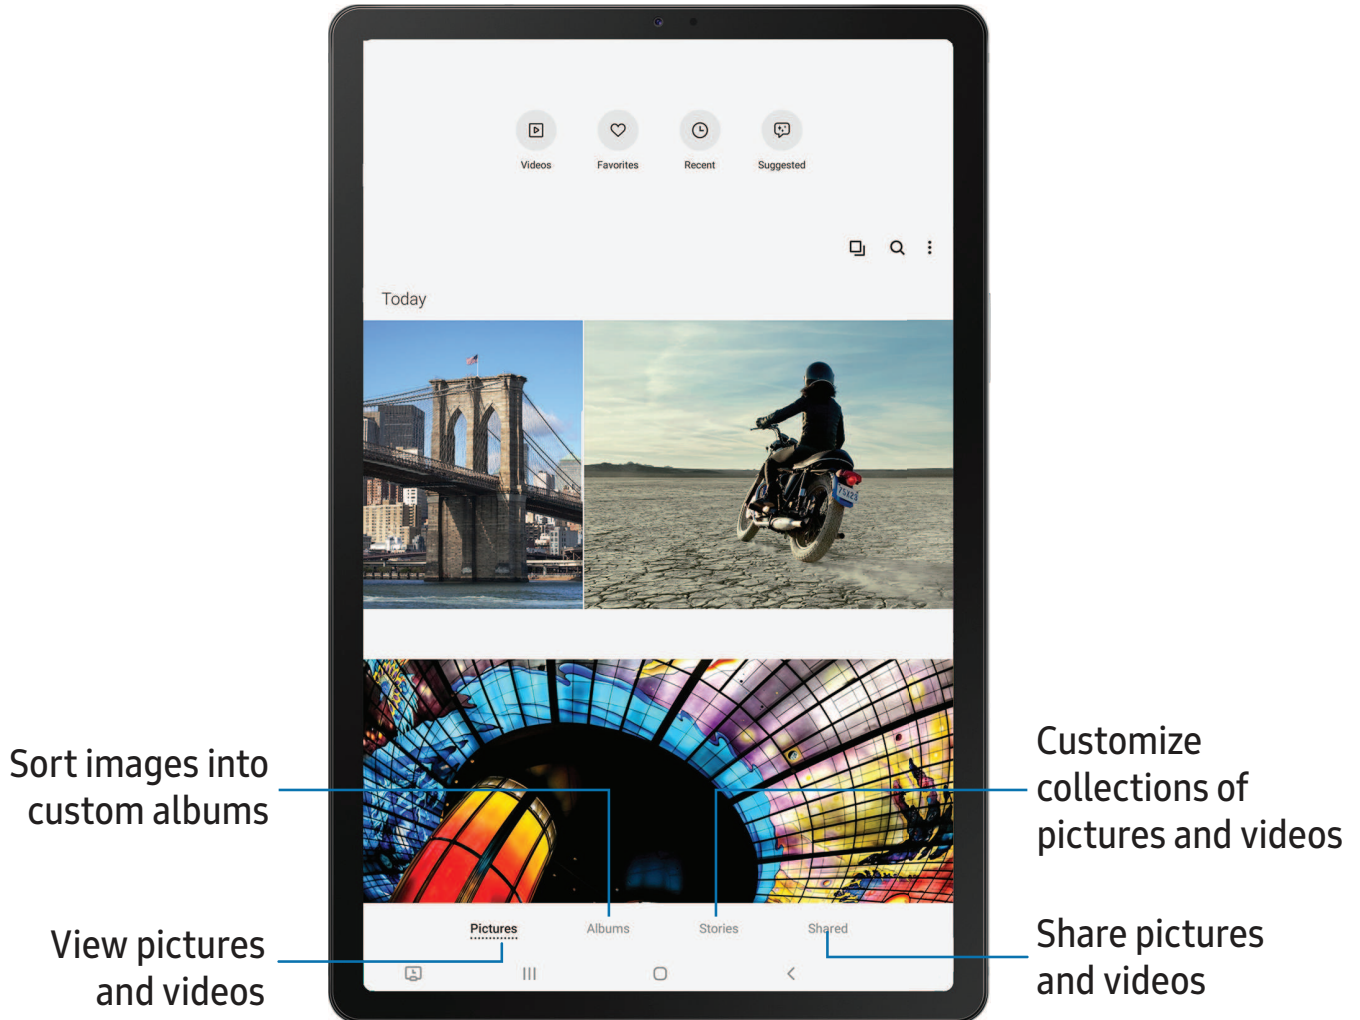 Videos
Favorites
Recent
Suggested
Today
Sort images into
custom albums
Customize
collections of
pictures and videos
Pictures
Albums
Stories
Shared
View pictures
and videos
Share pictures
and videos